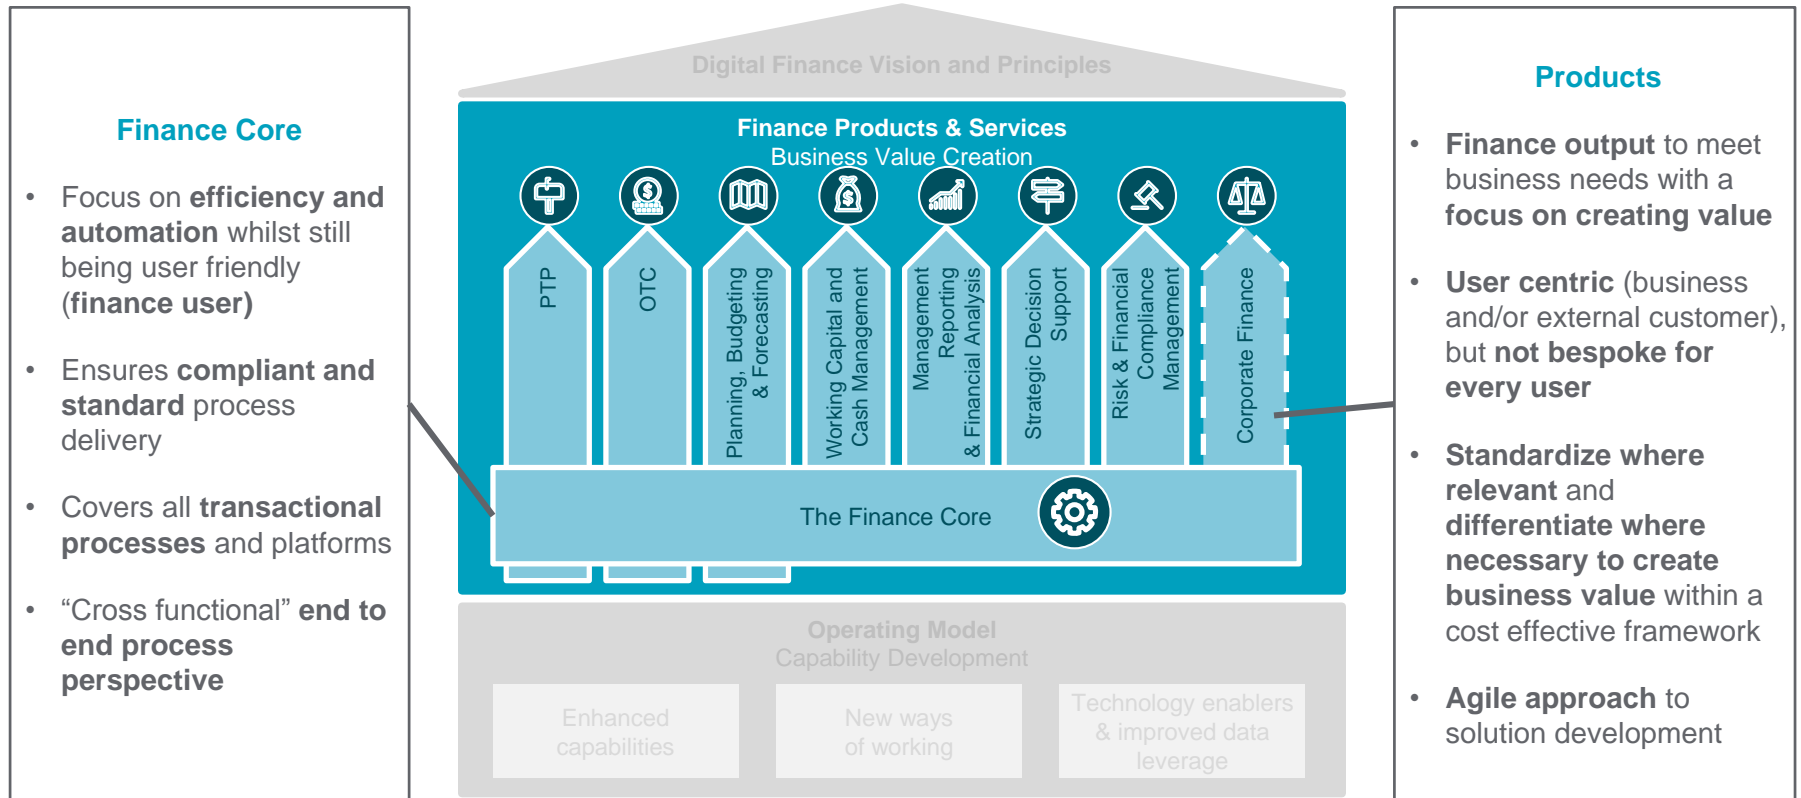 Finance Core
• Focus on efficiency and
automation whilst still
being user friendly
(finance user)
• Ensures compliant and
standard process
delivery
• Covers all transactional
processes and platforms
• “Cross functional” end to
end process
perspective
Digital Finance Vision and Principles
Finance Products & Services
Business Value Creation
PTP
OTC
Planning, Budgeting
& Forecasting
Working Capital and
Cash Management
Management
Reporting
& Financial Analysis
Strategic Decision
Support
Risk & Financial
Compliance
Management
Corporate Finance
The Finance Core
Operating Model
Capability Development
Enhanced
capabilities
New ways
of working
Technology enablers
& improved data
leverage
Products
• Finance output to meet
business needs with a
focus on creating value
• User centric (business
and/or external customer),
but not bespoke for
every user
• Standardize where
relevant and
differentiate where
necessary to create
business value within a
cost effective framework
• Agile approach to
solution development